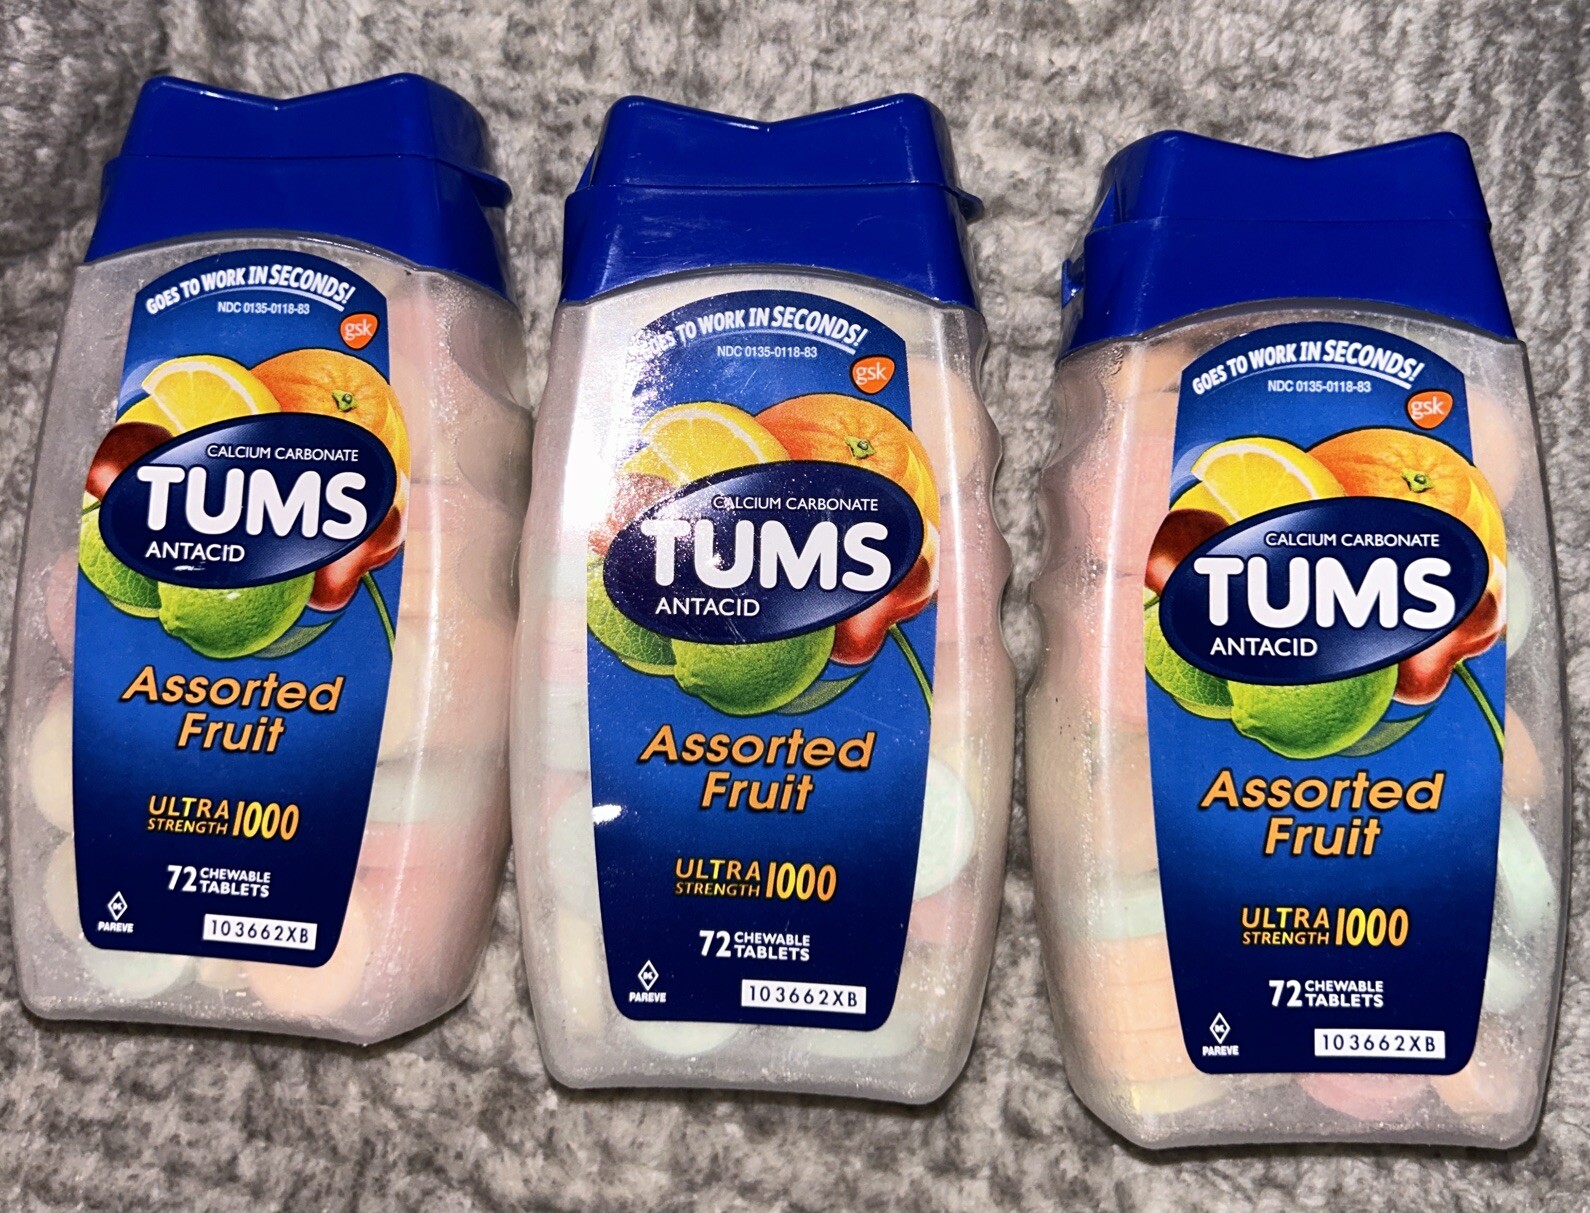 GOES TO WORK IN SECONDS!
NDC 0135-0118-83
gsk
CALCIUM CARBONATE
TUMS
ANTACID
Assorted
Fruit
ULTRA
STRENGTH 1000
72 CHEWABLE
TABLETS
K
PAREVE
103662XB
GOES TO WORK IN SECONDS!
NDC 0135-0118-83
gsk
CALCIUM CARBONATE
TUMS
ANTACID
Assorted
Fruit
ULTRA
STRENGTH 1000
72 CHEWABLE
TABLETS
K
PAREVE
103662XB
GOES TO WORK IN SECONDS!
NDC 0135-0118-83
gsk
CALCIUM CARBONATE
TUMS
ANTACID
Assorted
Fruit
ULTRA
STRENGTH 1000
72 CHEWABLE
TABLETS
K
PAREVE
103662XB